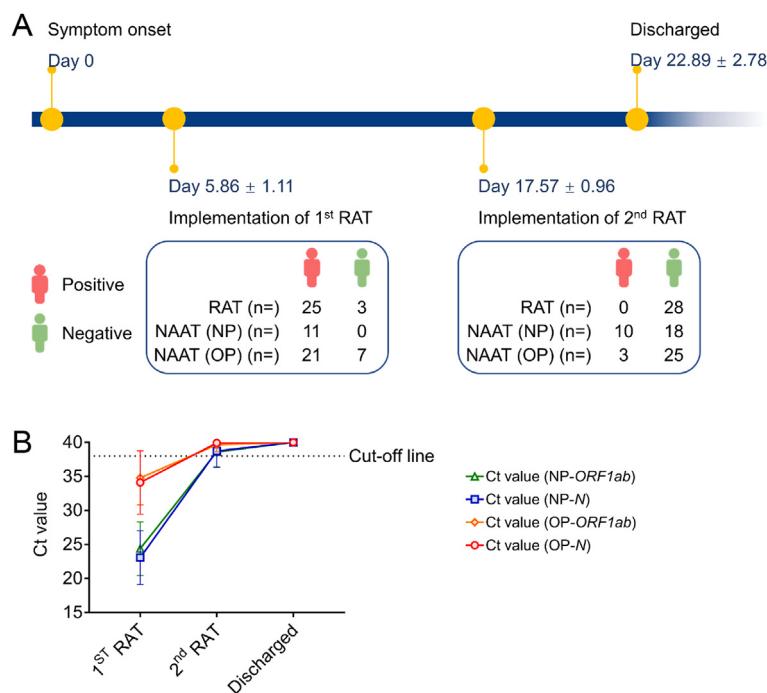 A
Symptom onset
Discharged
Day 0
Day 22.89 ± 2.78
Day 5.86 ± 1.11
Day 17.57 ± 0.96
Implementation of 1st RAT
Implementation of 2nd RAT
Positive
Negative
RAT (n=) 25 3
NAAT (NP) (n=) 11 0
NAAT (OP) (n=) 21 7
RAT (n=) 0 28
NAAT (NP) (n=) 10 18
NAAT (OP) (n=) 3 25
B
Ct value
40
35
30
25
20
15
Cut-off line
1ST RAT
2nd RAT
Discharged
Ct value (NP-ORF1ab)
Ct value (NP-N)
Ct value (OP-ORF1ab)
Ct value (OP-N)